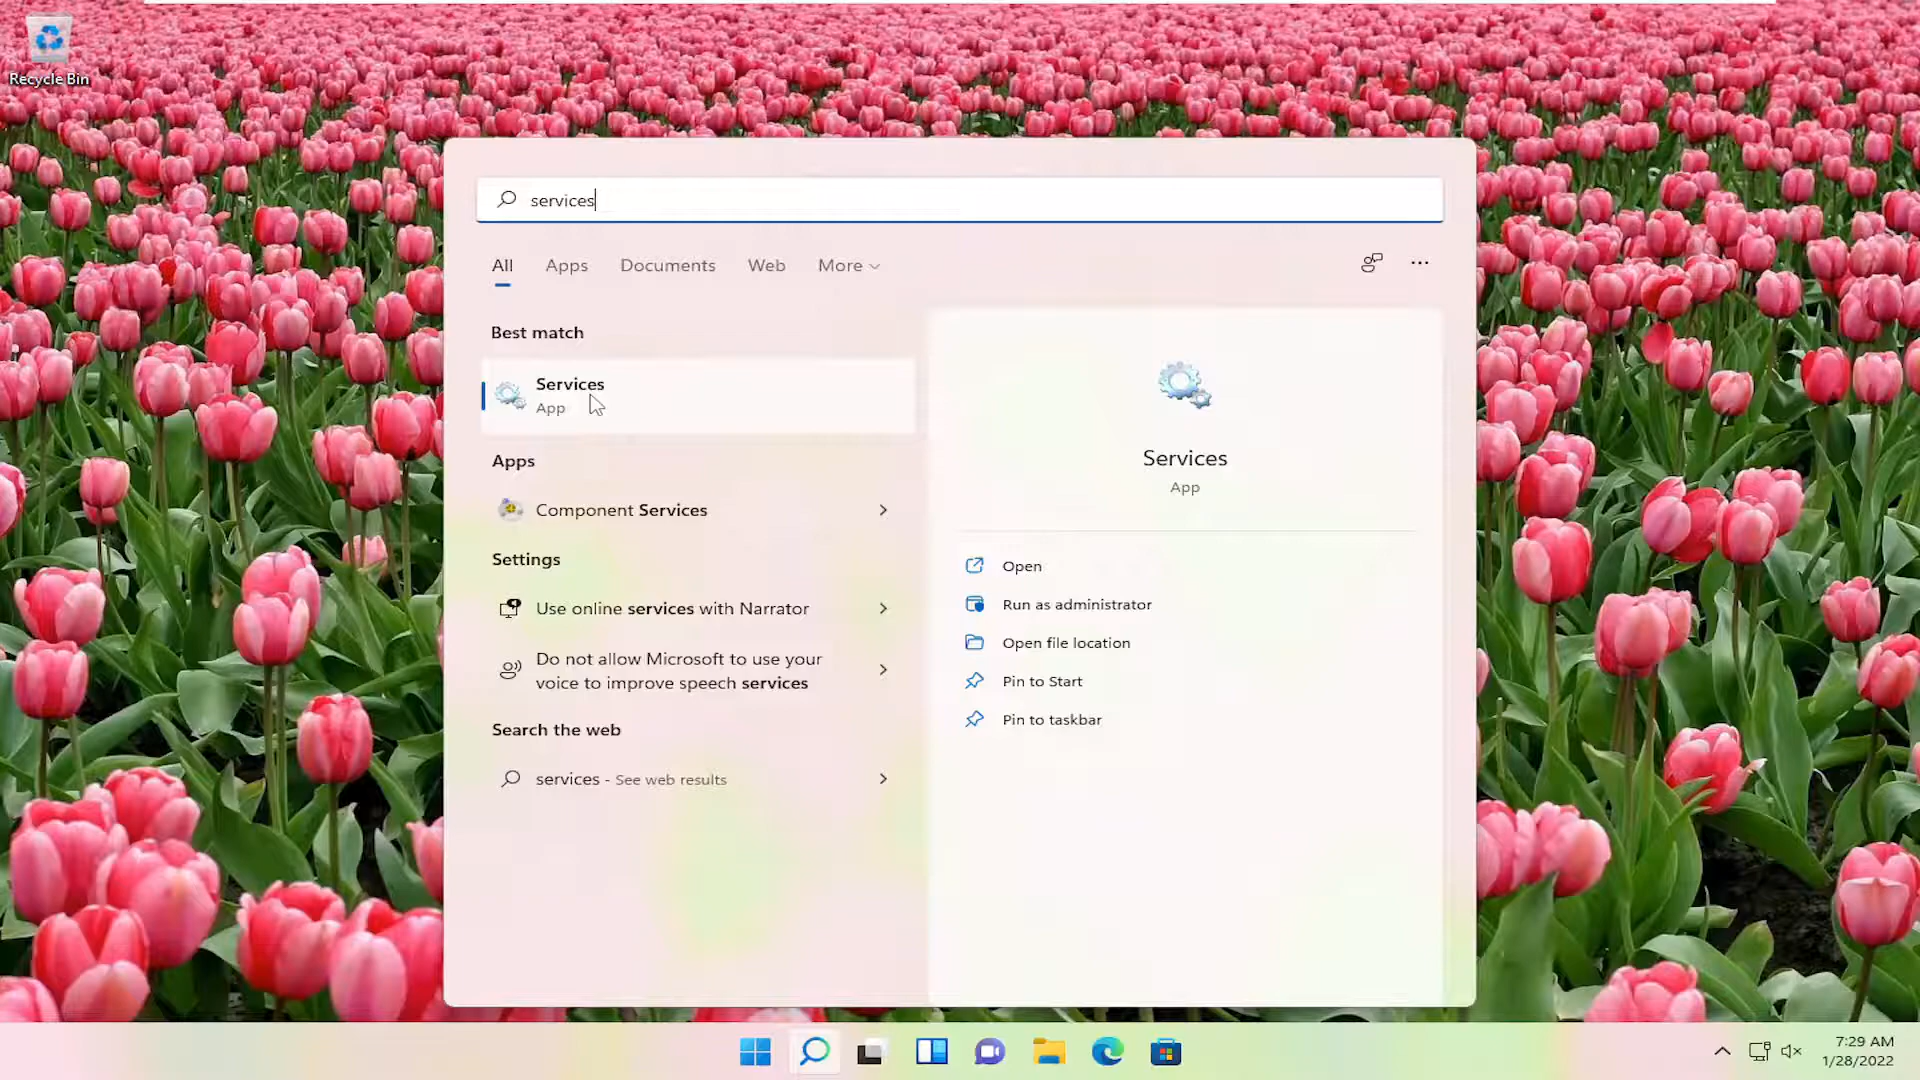 Recycle Bin
services
All Apps Documents Web More
Best match
Services
App
Apps
Component Services
Settings
Use online services with Narrator
Do not allow Microsoft to use your
voice to improve speech services
Search the web
services - See web results
Services
App
Open
Run as administrator
Open file location
Pin to Start
Pin to taskbar
7:29 AM
1/28/2022